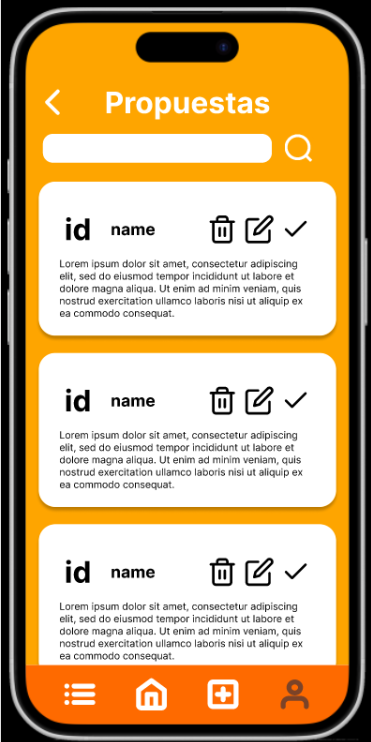 Propuestas
id name
Lorem ipsum dolor sit amet, consectetur adipiscing
elit, sed do eiusmod tempor incididunt ut labore et
dolore magna aliqua. Ut enim ad minim veniam, quis
nostrud exercitation ullamco laboris nisi ut aliquip ex
ea commodo consequat.
id name
Lorem ipsum dolor sit amet, consectetur adipiscing
elit, sed do eiusmod tempor incididunt ut labore et
dolore magna aliqua. Ut enim ad minim veniam, quis
nostrud exercitation ullamco laboris nisi ut aliquip ex
ea commodo consequat.
id name
Lorem ipsum dolor sit amet, consectetur adipiscing
elit, sed do eiusmod tempor incididunt ut labore et
dolore magna aliqua. Ut enim ad minim veniam, quis
nostrud exercitation ullamco laboris nisi ut aliquip ex